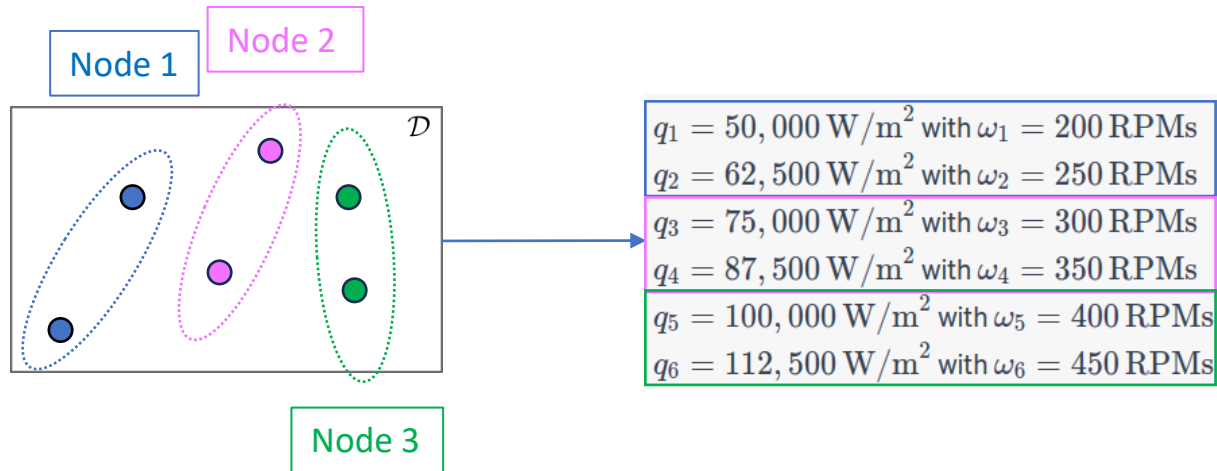 Node 2
Node 1
𝒟
q₁ = 50,000 W/m² with ω₁ = 200 RPMs
q₂ = 62,500 W/m² with ω₂ = 250 RPMs
q₃ = 75,000 W/m² with ω₃ = 300 RPMs
q₄ = 87,500 W/m² with ω₄ = 350 RPMs
q₅ = 100,000 W/m² with ω₅ = 400 RPMs
q₆ = 112,500 W/m² with ω₆ = 450 RPMs
Node 3